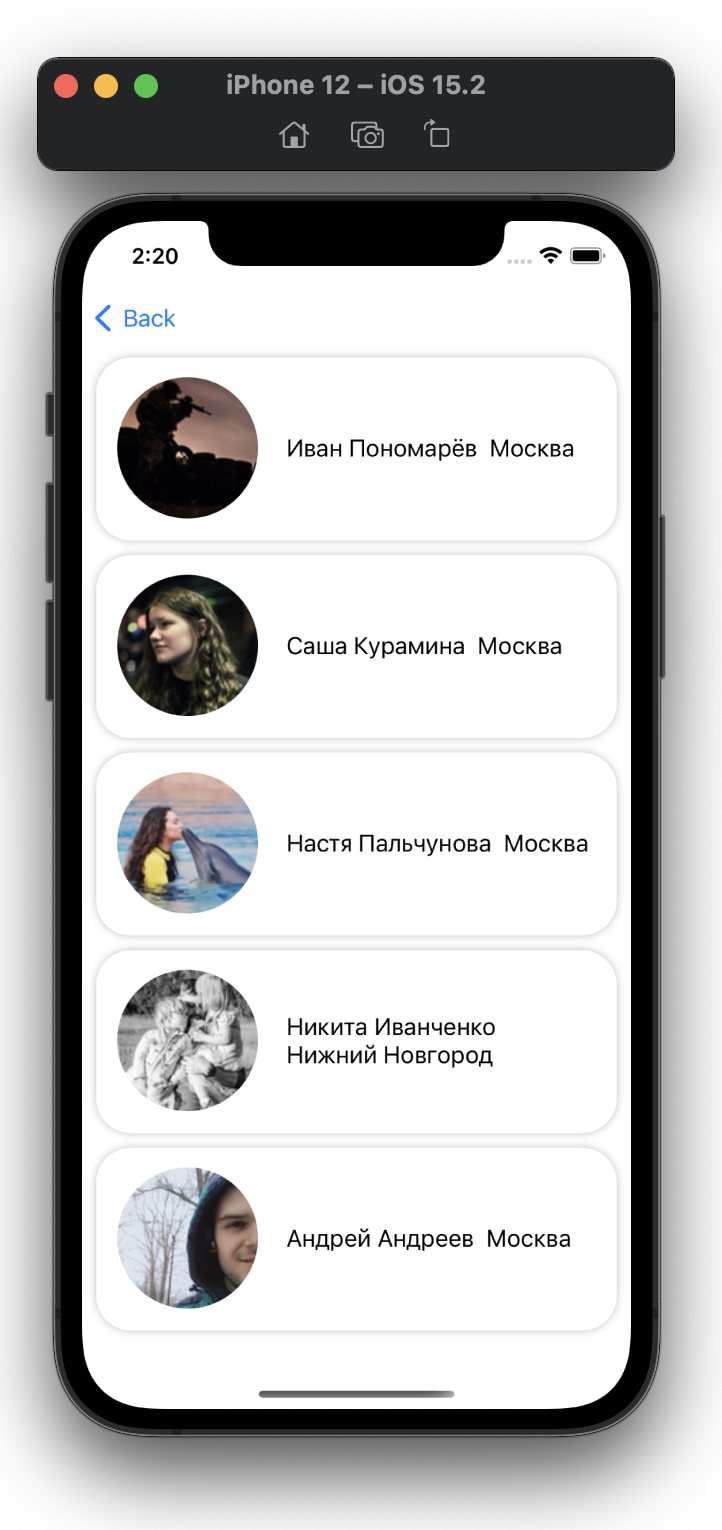 iPhone 12 – iOS 15.2
2:20
Back
Иван Пономарёв  Москва
Саша Курамина  Москва
Настя Пальчунова  Москва
Никита Иванченко
Нижний Новгород
Андрей Андреев  Москва